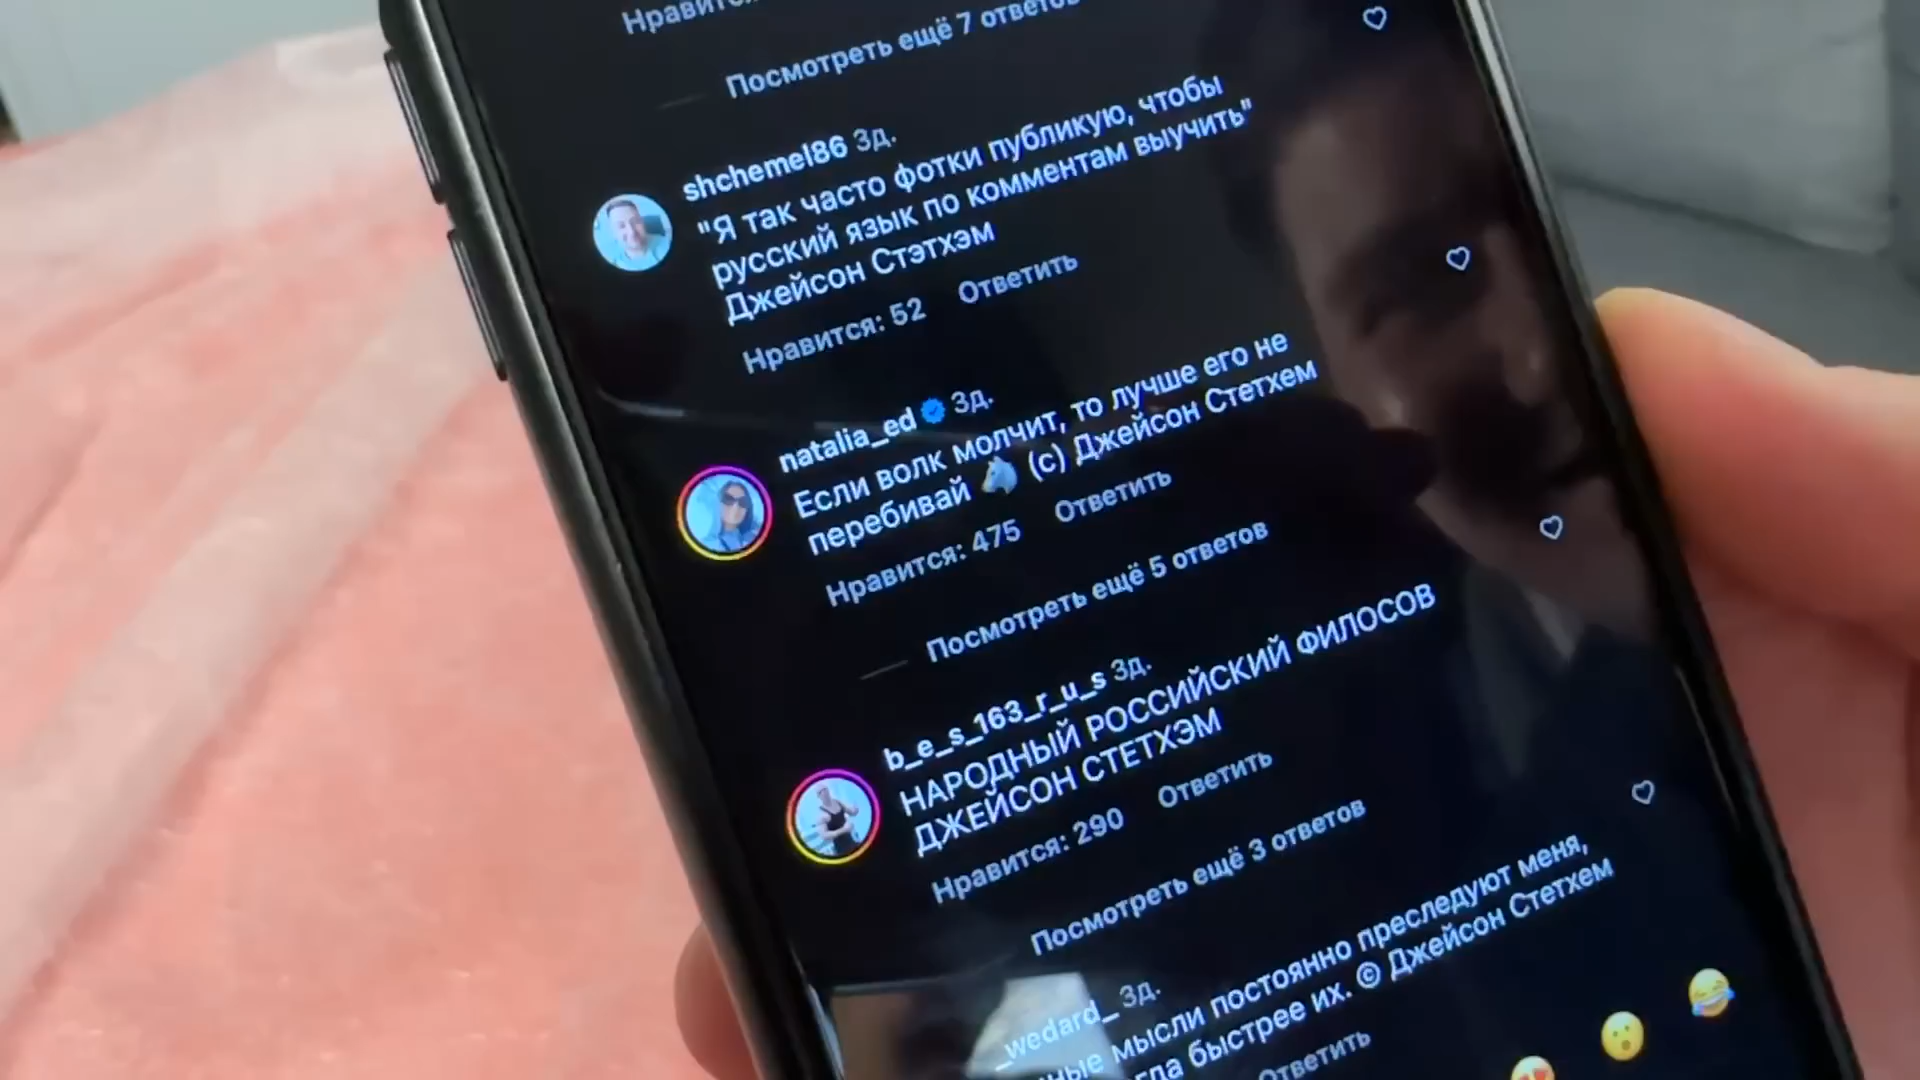 Нравится:
Посмотреть ещё 7 ответов
shchemel86 3д.
"Я так часто фотки публикую, чтобы
русский язык по комментам выучить"
Джейсон Стэтхэм
Нравится: 52 Ответить
natalia_ed 3д.
Если волк молчит, то лучше его не
перебивай 🐺 (с) Джейсон Стетхем
Нравится: 475 Ответить
Посмотреть ещё 5 ответов
b_e_s_163_r_u_s 3д.
НАРОДНЫЙ РОССИЙСКИЙ ФИЛОСОВ
ДЖЕЙСОН СТЕТХЭМ
Нравится: 290 Ответить
Посмотреть ещё 3 ответов
_wedard_ 3д.
мысли постоянно преследуют меня,
быстрее их. © Джейсон Стетхем
Ответить